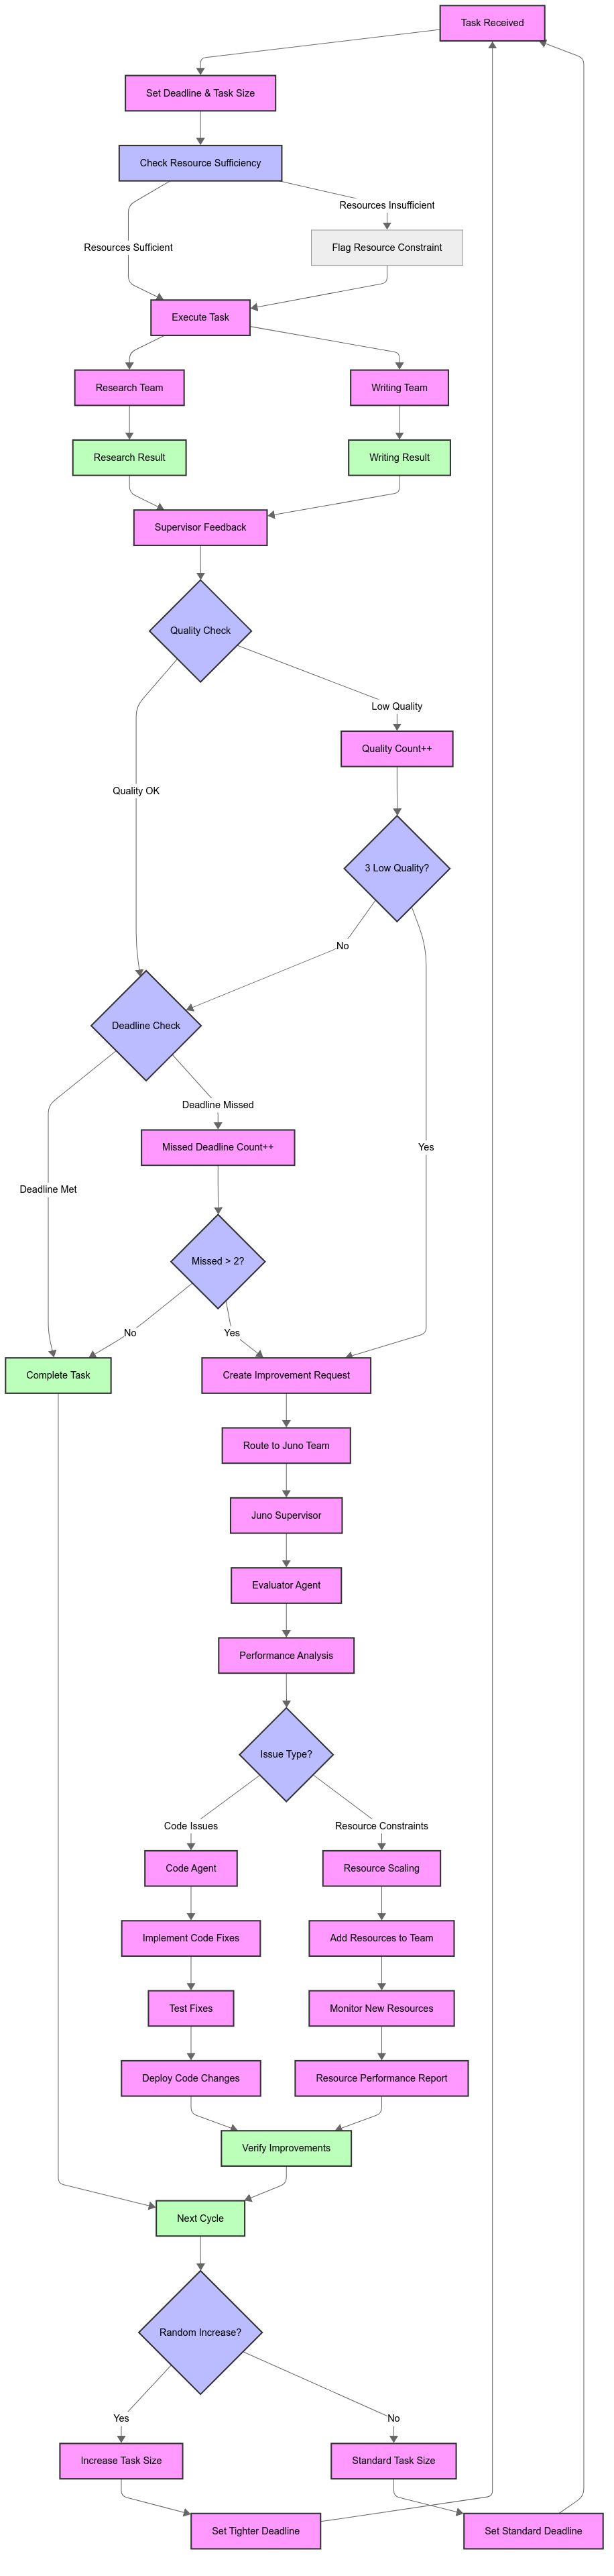 Task Received
Set Deadline & Task Size
Check Resource Sufficiency
Resources Insufficient
Resources Sufficient
Flag Resource Constraint
Execute Task
Research Team
Writing Team
Research Result
Writing Result
Supervisor Feedback
Quality Check
Low Quality
Quality Count++
Quality OK
3 Low Quality?
No
Deadline Check
Deadline Missed
Missed Deadline Count++
Yes
Deadline Met
Missed > 2?
No
Yes
Complete Task
Create Improvement Request
Route to Juno Team
Juno Supervisor
Evaluator Agent
Performance Analysis
Issue Type?
Code Issues
Resource Constraints
Code Agent
Resource Scaling
Implement Code Fixes
Add Resources to Team
Test Fixes
Monitor New Resources
Deploy Code Changes
Resource Performance Report
Verify Improvements
Next Cycle
Random Increase?
Yes
No
Increase Task Size
Standard Task Size
Set Tighter Deadline
Set Standard Deadline